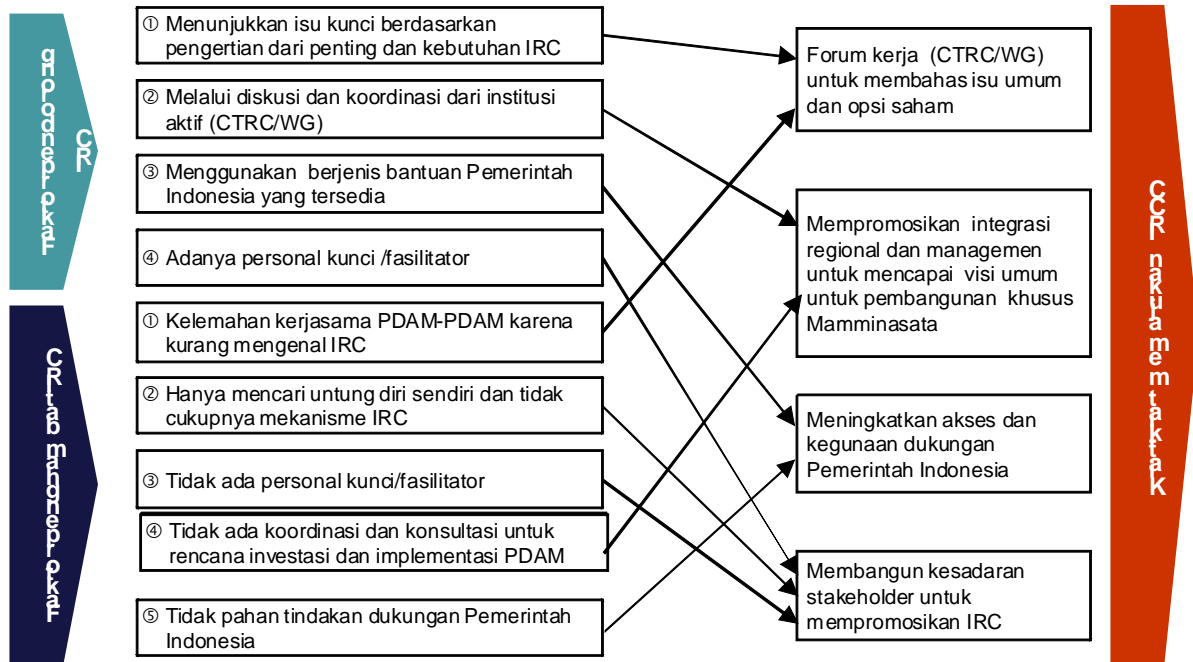 Faktor pendorong
IRC
① Menunjukkan isu kunci berdasarkan
pengertian dari penting dan kebutuhan IRC
② Melalui diskusi dan koordinasi dari institusi
aktif (CTRC/WG)
③ Menggunakan berjenis bantuan Pemerintah
Indonesia yang tersedia
④ Adanya personal kunci /fasilitator
Faktor
① Kelemahan kerjasama PDAM-PDAM karena
kurang mengenal IRC
② Hanya mencari untung diri sendiri dan tidak
cukupnya mekanisme IRC
③ Tidak ada personal kunci/fasilitator
④ Tidak ada koordinasi dan konsultasi untuk
rencana investasi dan implementasi PDAM
⑤ Tidak pahan tindakan dukungan Pemerintah
Indonesia
Forum kerja (CTRC/WG)
untuk membahas isu umum
dan opsi saham
Mempromosikan integrasi
regional dan managemen
untuk mencapai visi umum
untuk pembangunan khusus
Mamminasata
Meningkatkan akses dan
kegunaan dukungan
Pemerintah Indonesia
Membangun kesadaran
stakeholder untuk
mempromosikan IRC
memajukan